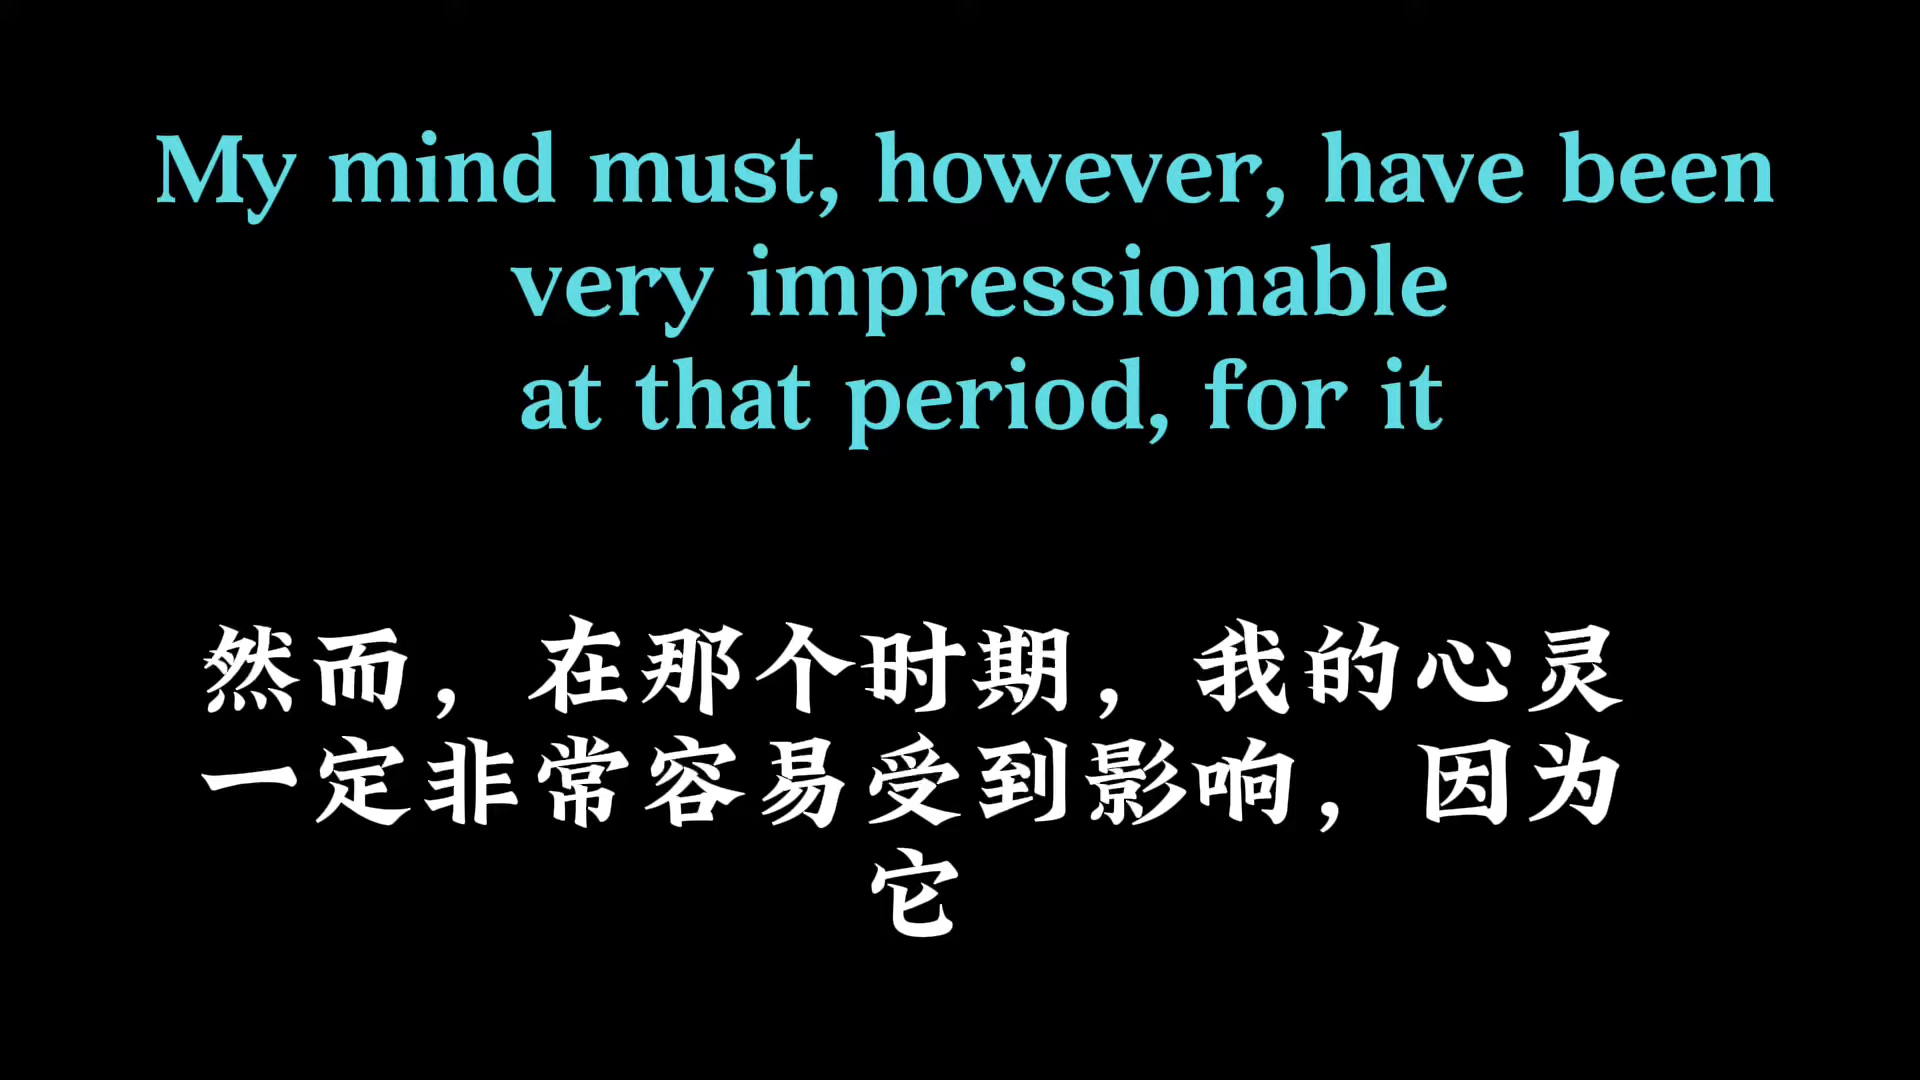 My mind must, however, have been
very impressionable
at that period, for it
然而，在那个时期，我的心灵
一定非常容易受到影响，因为
它